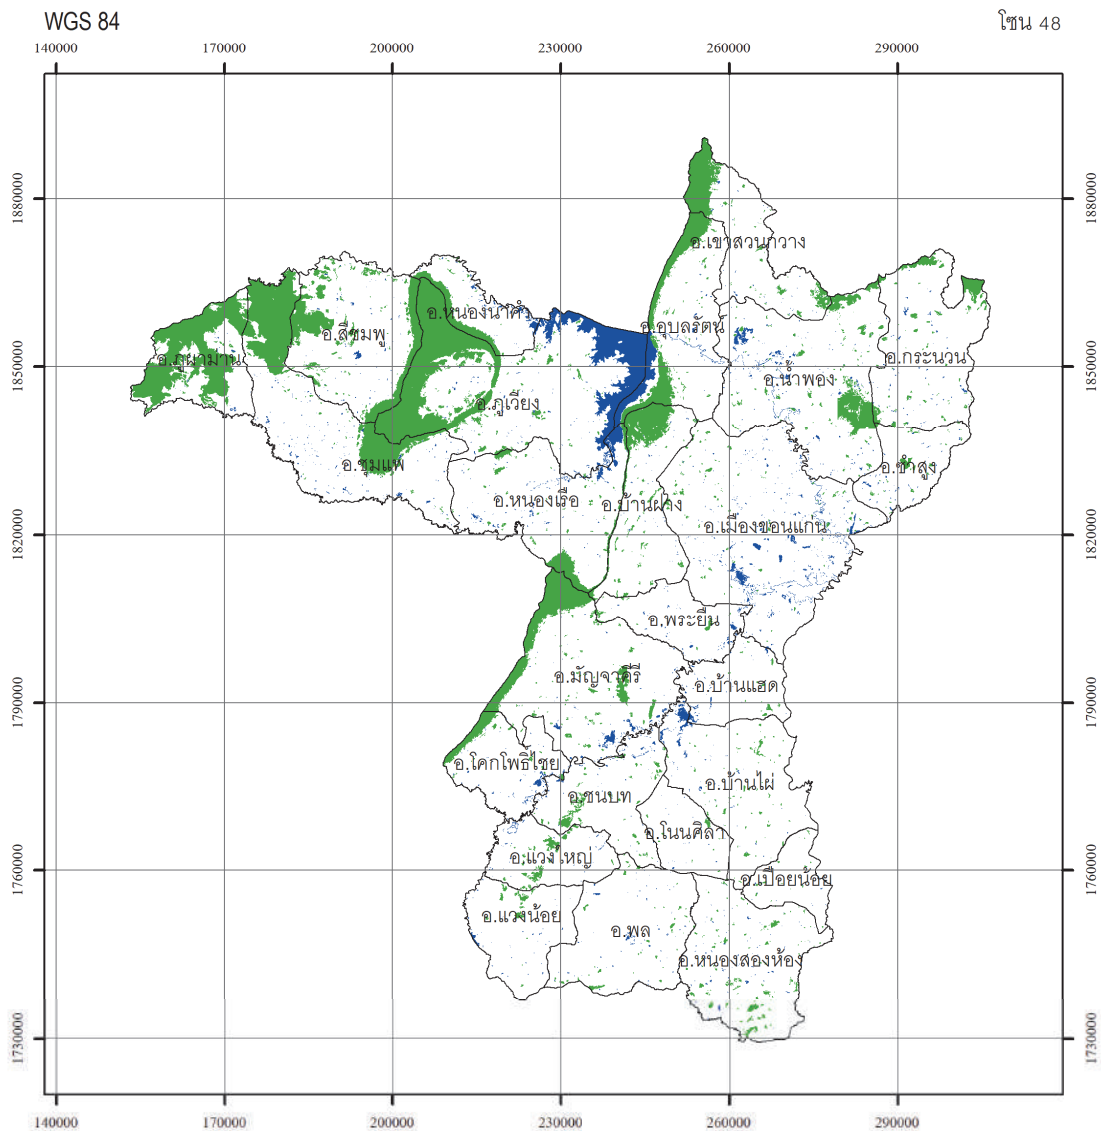 WGS 84
โซน 48
140000 170000 200000 230000 260000 290000
1880000 1880000
อ.เขาสวนกวาง
อ.หนองนาคำ
อ.สีชมพู
อ.อุบลรัตน์
อ.ภูผาม่าน
อ.กระนวน
1850000 1850000
อ.น้ำพอง
อ.ภูเวียง
อ.ชุมแพ
อ.ซำสูง
อ.หนองเรือ
อ.บ้านฝาง
อ.เมืองขอนแก่น
1820000 1820000
อ.พระยืน
อ.มัญจาคีรี
อ.บ้านแฮด
1790000 1790000
อ.โคกโพธิ์ไชย
อ.บ้านไผ่
อ.ชนบท
อ.โนนศิลา
อ.แวงใหญ่
1760000 1760000
อ.เปือยน้อย
อ.แวงน้อย
อ.พล
อ.หนองสองห้อง
1730000 1730000
140000 170000 200000 230000 260000 290000